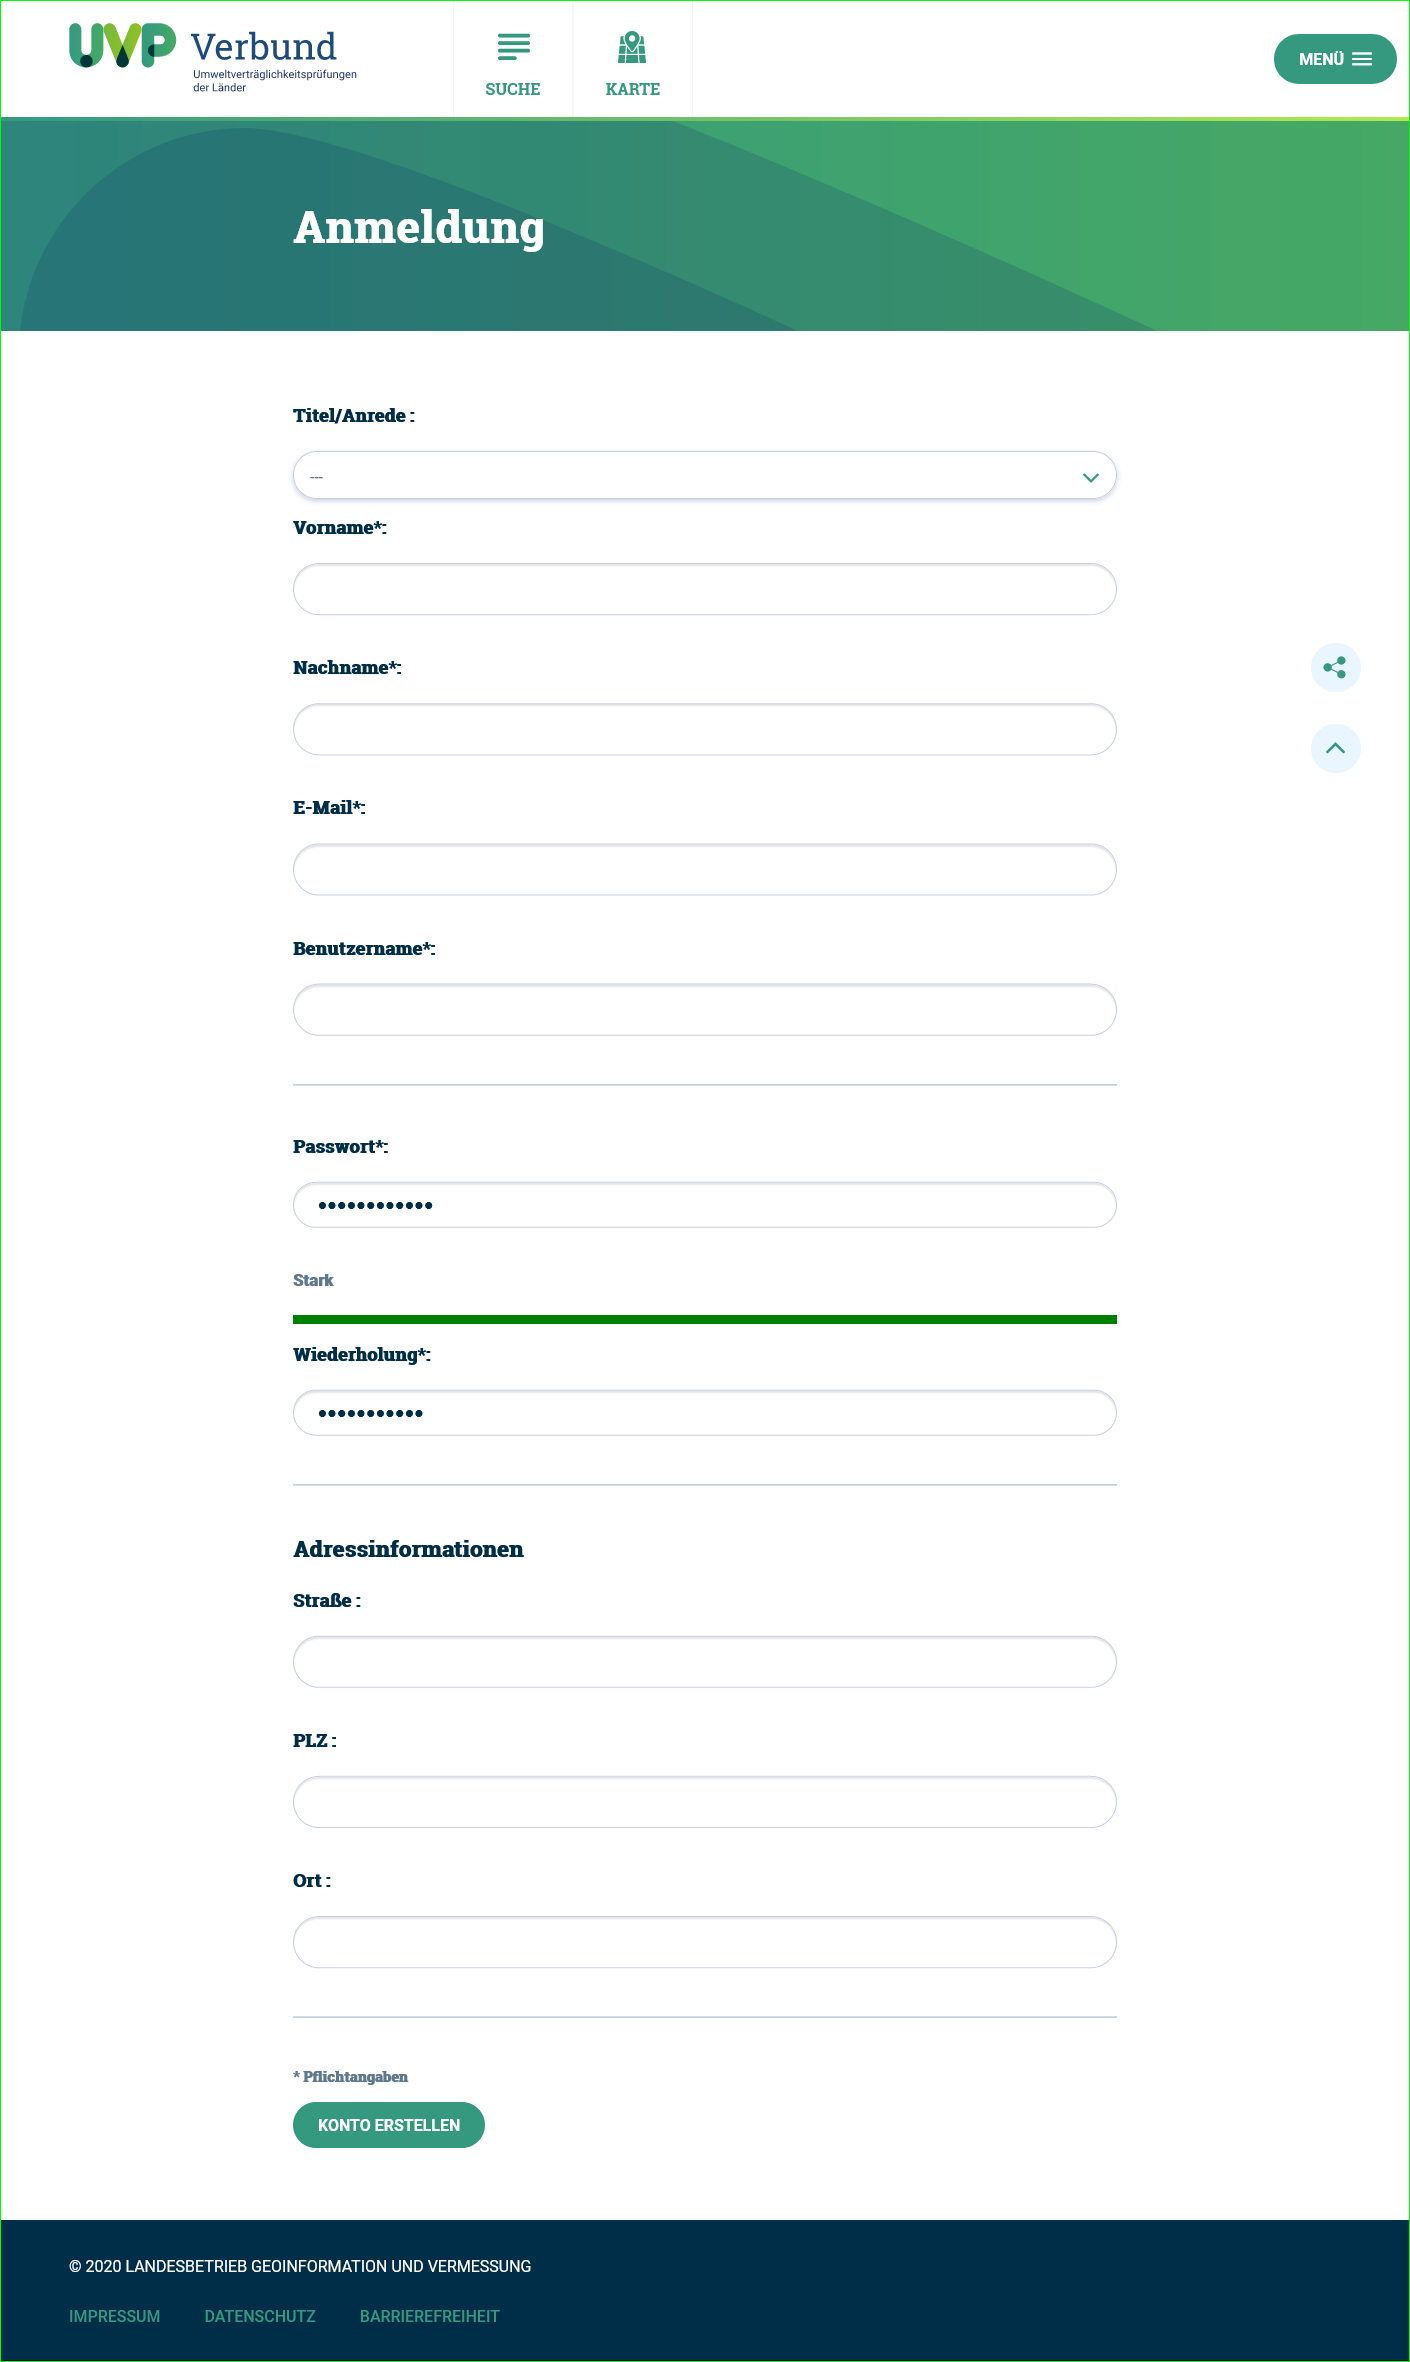 UVP Verbund
Umweltverträglichkeitsprüfungen
der Länder
SUCHE
KARTE
MENÜ
Anmeldung
Titel/Anrede :
---
Vorname*:
Nachname*:
E-Mail*:
Benutzername*:
Passwort*:
••••••••••••
Stark
Wiederholung*:
•••••••••••
Adressinformationen
Straße :
PLZ :
Ort :
* Pflichtangaben
KONTO ERSTELLEN
© 2020 LANDESBETRIEB GEOINFORMATION UND VERMESSUNG
IMPRESSUM DATENSCHUTZ BARRIEREFREIHEIT